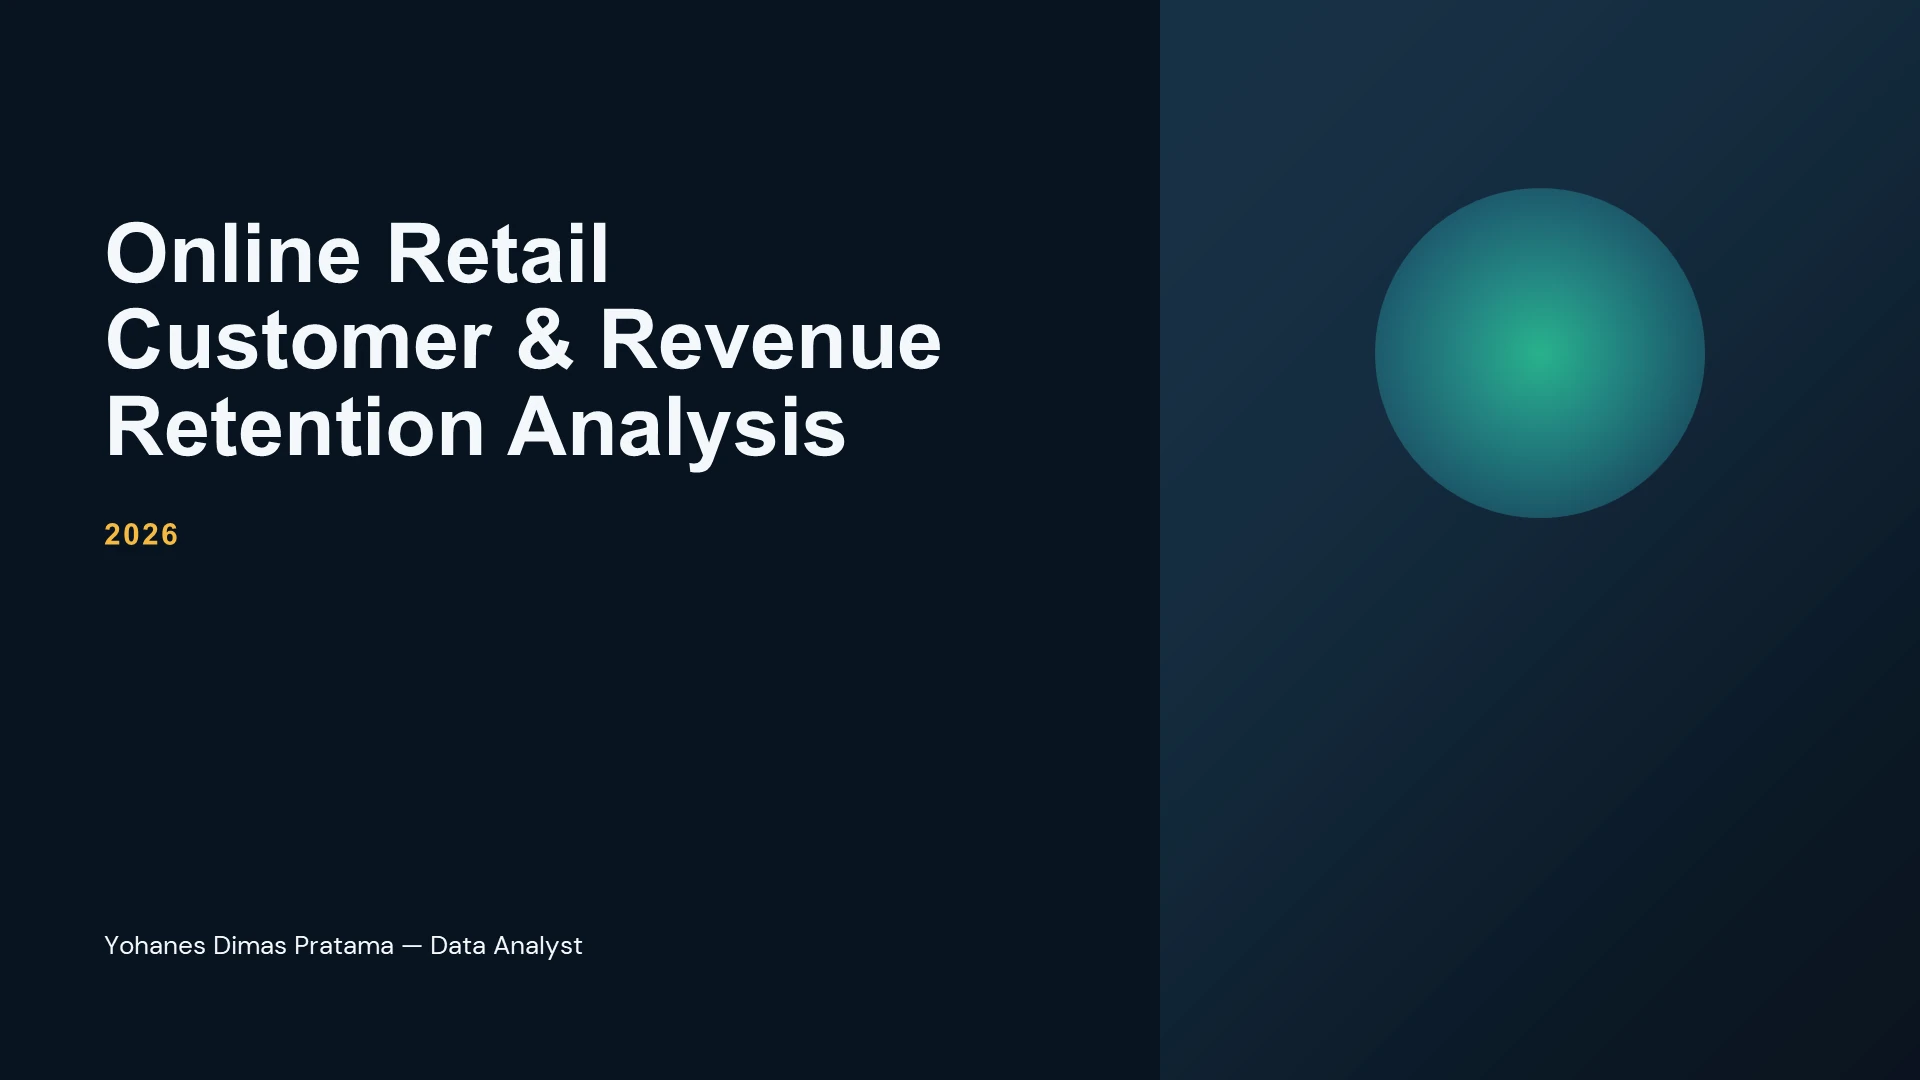 Online Retail
Customer & Revenue
Retention Analysis
2026
Yohanes Dimas Pratama — Data Analyst